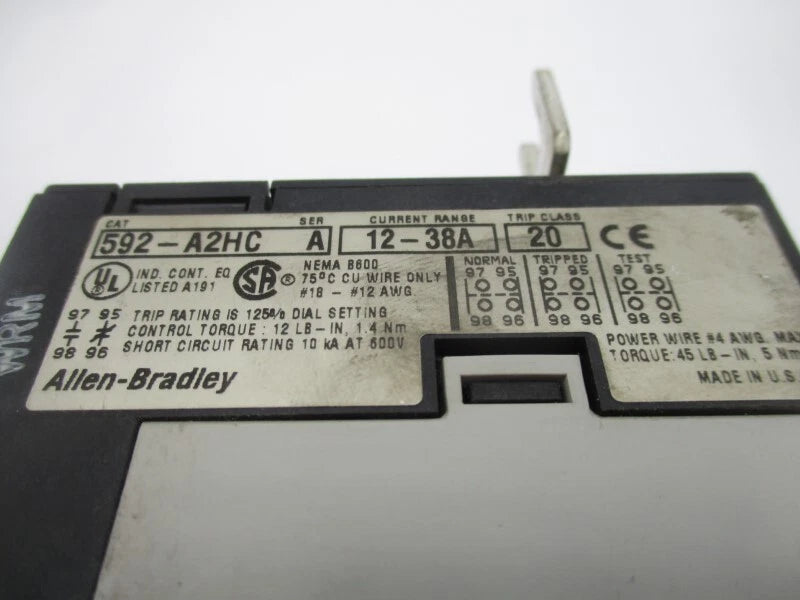 CAT SER CURRENT RANGE TRIP CLASS
592-A2HC A 12-38A 20 CE
UL IND. CONT. EQ
LISTED A191
SA ® NEMA B600
75°C CU WIRE ONLY
#18 - #12 AWG.
NORMAL TRIPPED TEST
97 95 97 95 97 95
98 96 98 96 98 96
97 95
98 96
TRIP RATING IS 125% DIAL SETTING
CONTROL TORQUE : 12 LB-IN, 1.4 Nm
SHORT CIRCUIT RATING 10 kA AT 600V
POWER WIRE #4 AWG. MAX
TORQUE: 45 LB-IN, 5 Nm
Allen-Bradley
MADE IN U.S.
WRM